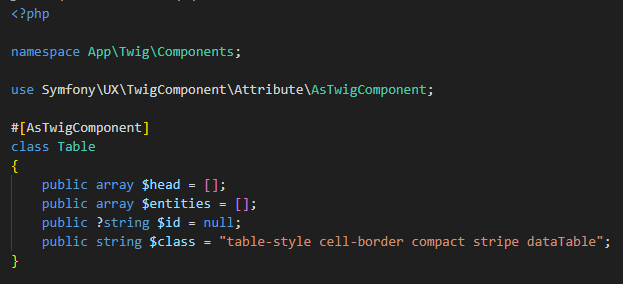 <?php
namespace App\Twig\Components;
use Symfony\UX\TwigComponent\Attribute\AsTwigComponent;
#[AsTwigComponent]
class Table
{
    public array $head = [];
    public array $entities = [];
    public ?string $id = null;
    public string $class = "table-style cell-border compact stripe dataTable";
}